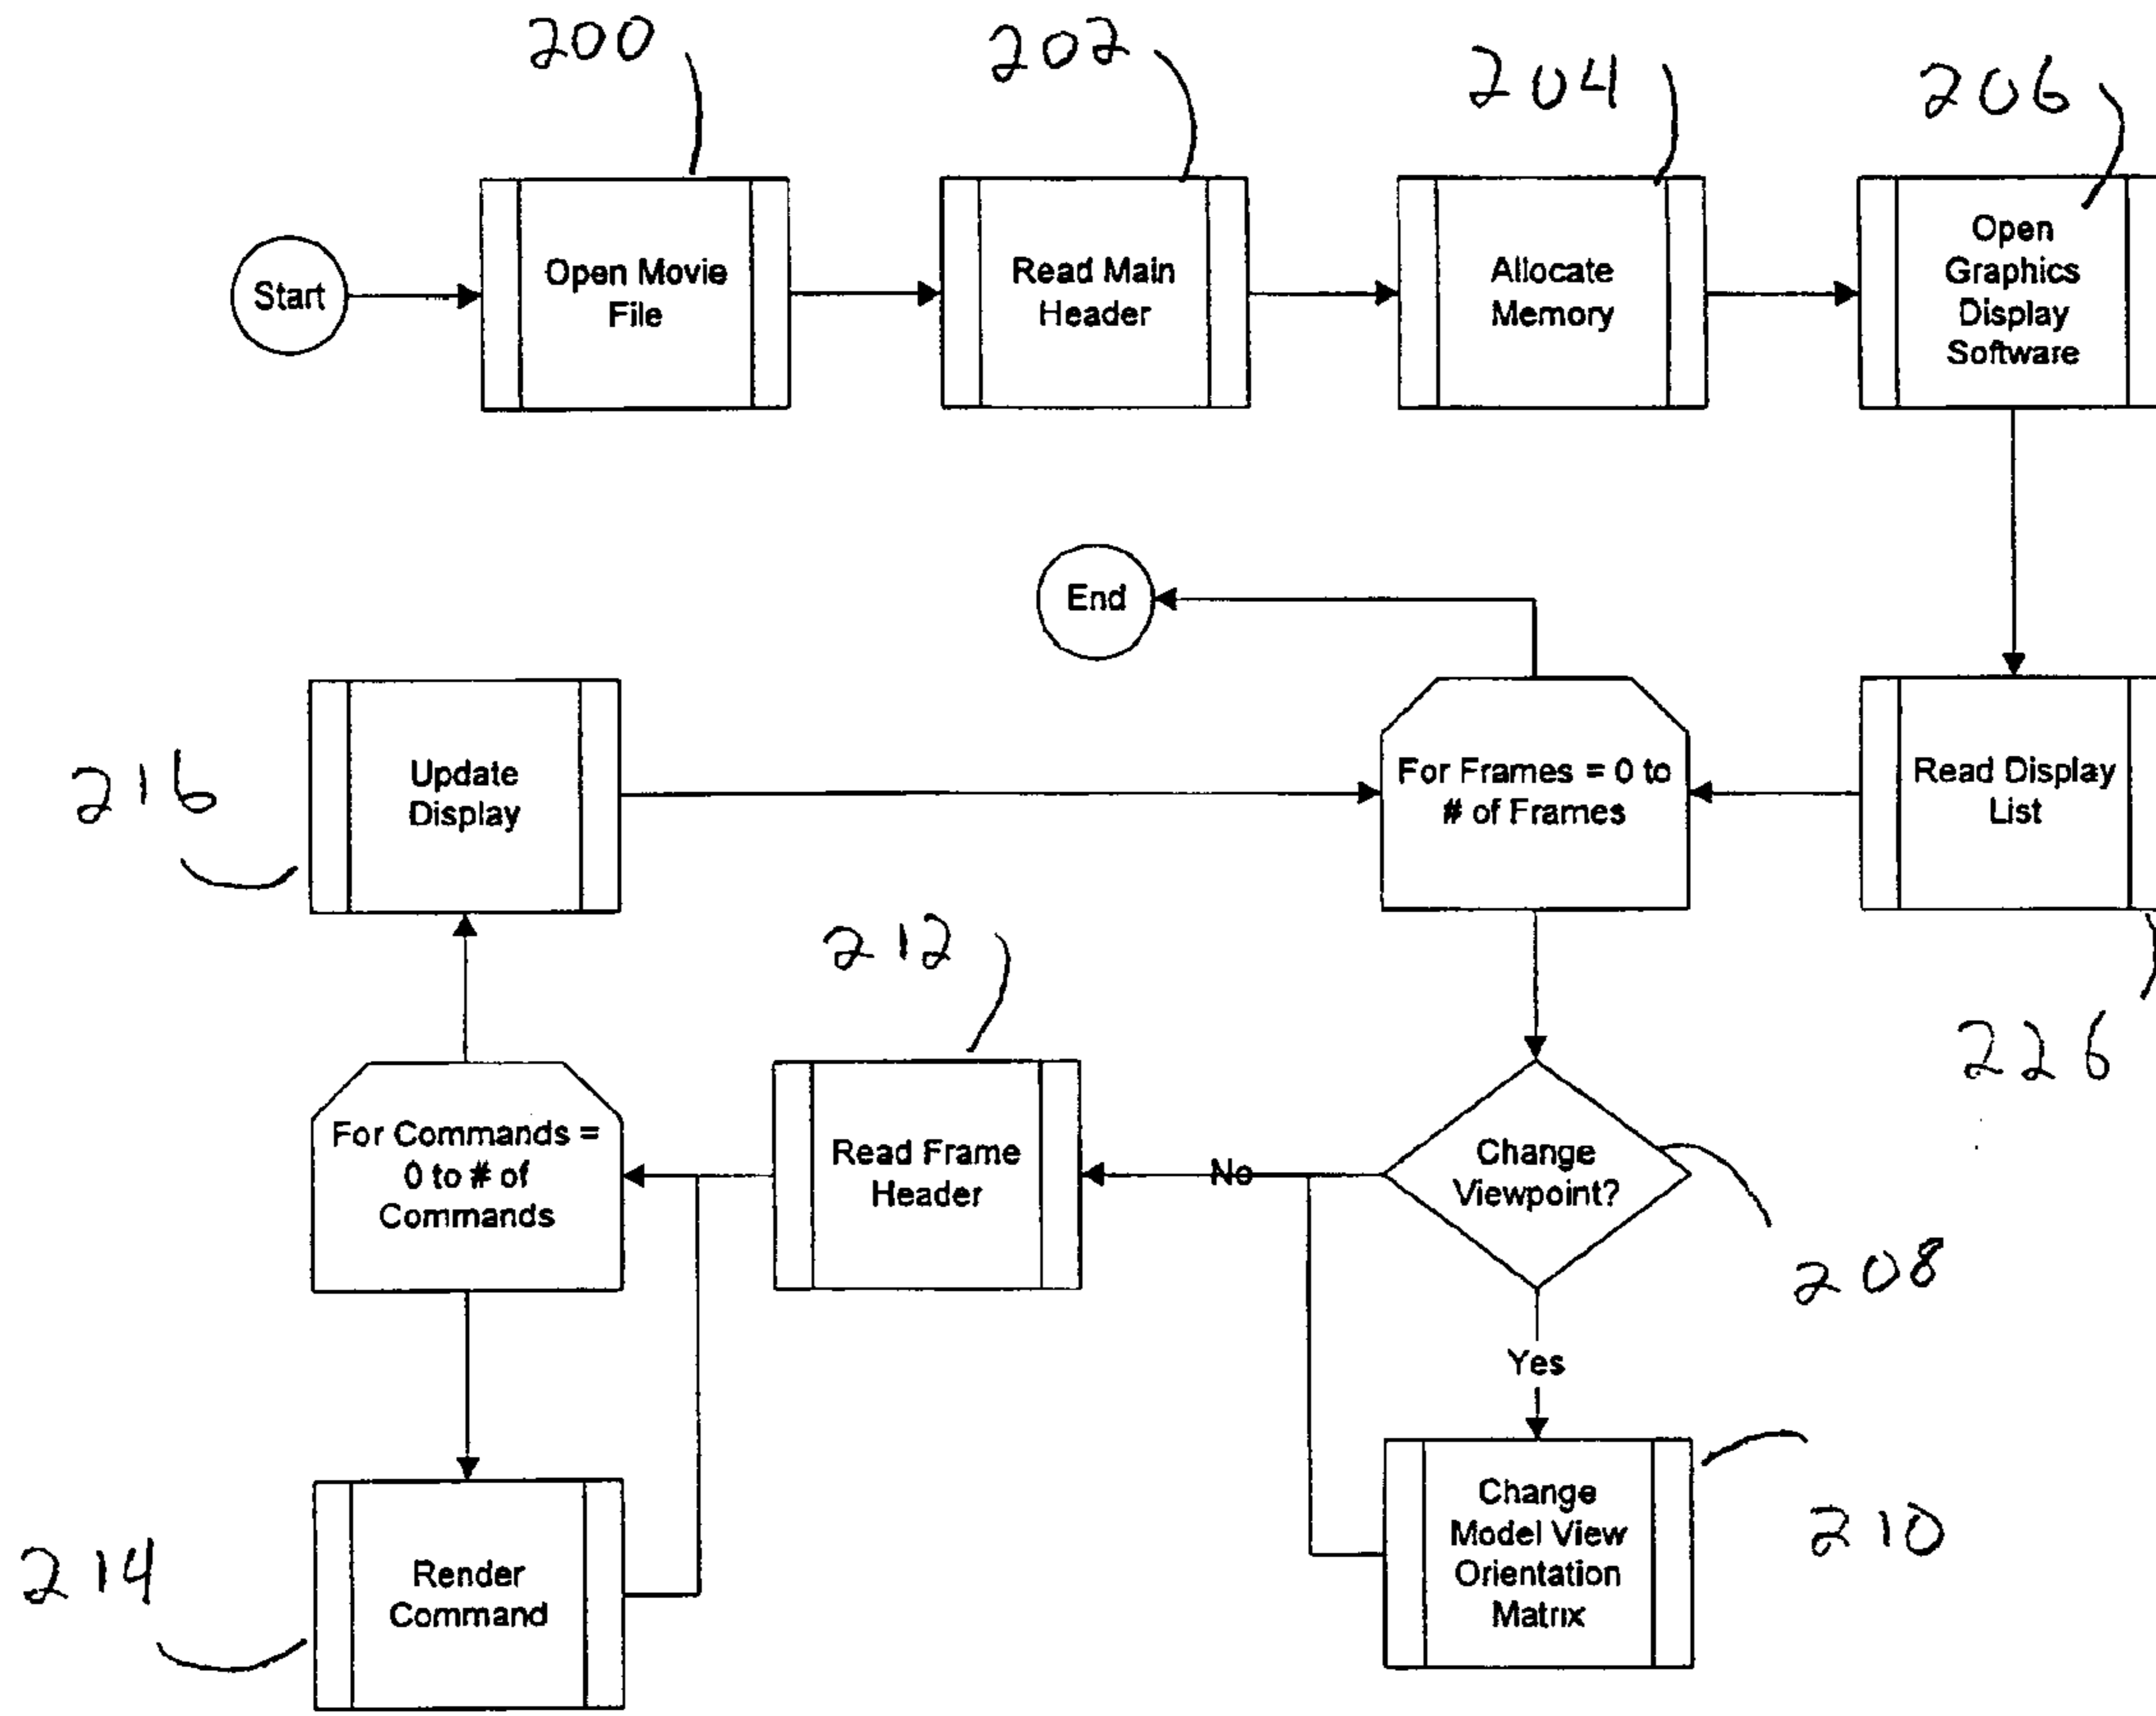 200
202
204
206
Start
Open Movie
File
Read Main
Header
Allocate
Memory
Open
Graphics
Display
Software
End
216
Update
Display
For Frames = 0 to
# of Frames
Read Display
List
212
226
For Commands =
0 to # of
Commands
Read Frame
Header
No
Change
Viewpoint?
208
Yes
214
Render
Command
Change
Model View
Orientation
Matrix
210